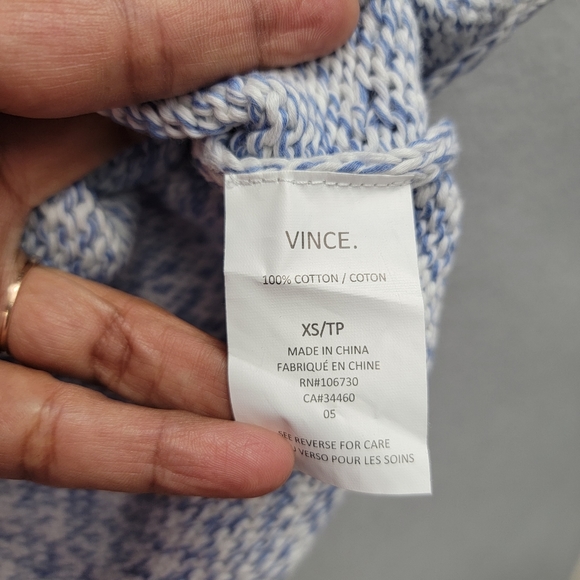 VINCE.
100% COTTON / COTON
XS/TP
MADE IN CHINA
FABRIQUÉ EN CHINE
RN#106730
CA#34460
05
SEE REVERSE FOR CARE
VERSO POUR LES SOINS